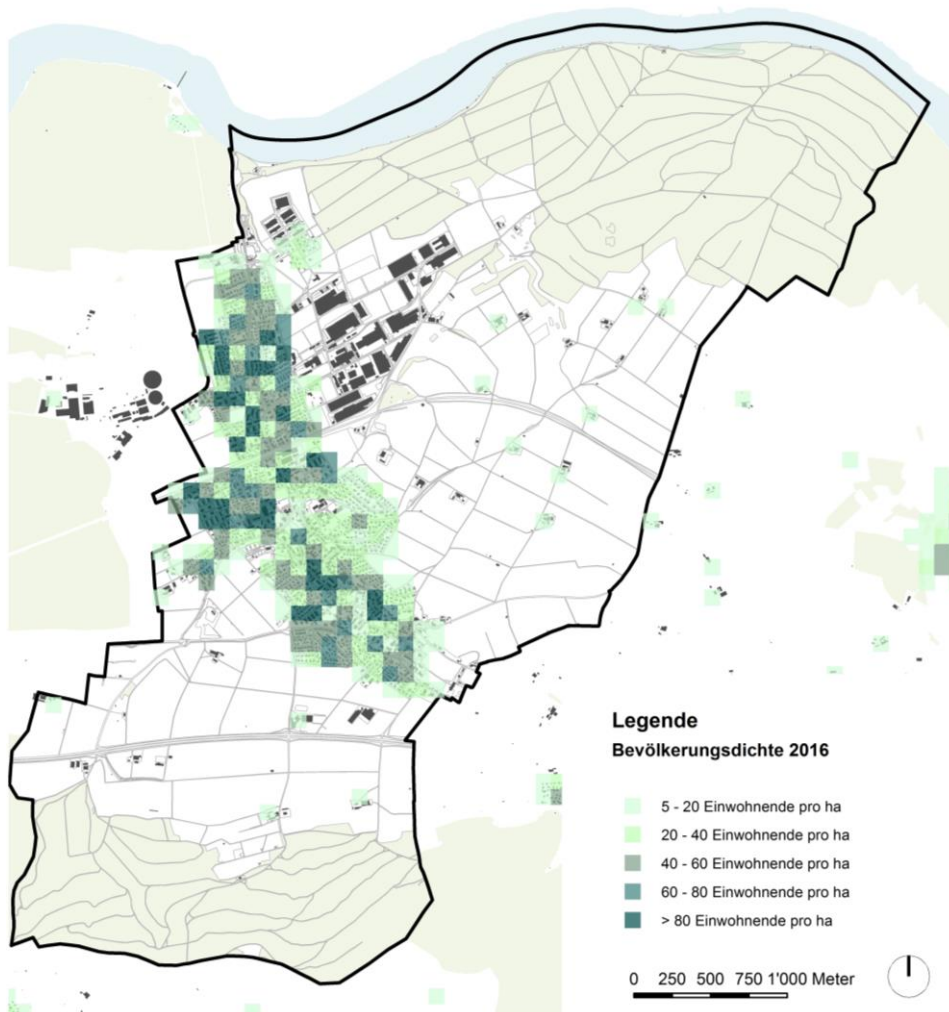 Legende
Bevölkerungsdichte 2016
5 - 20 Einwohnende pro ha
20 - 40 Einwohnende pro ha
40 - 60 Einwohnende pro ha
60 - 80 Einwohnende pro ha
> 80 Einwohnende pro ha
0 250 500 750 1'000 Meter